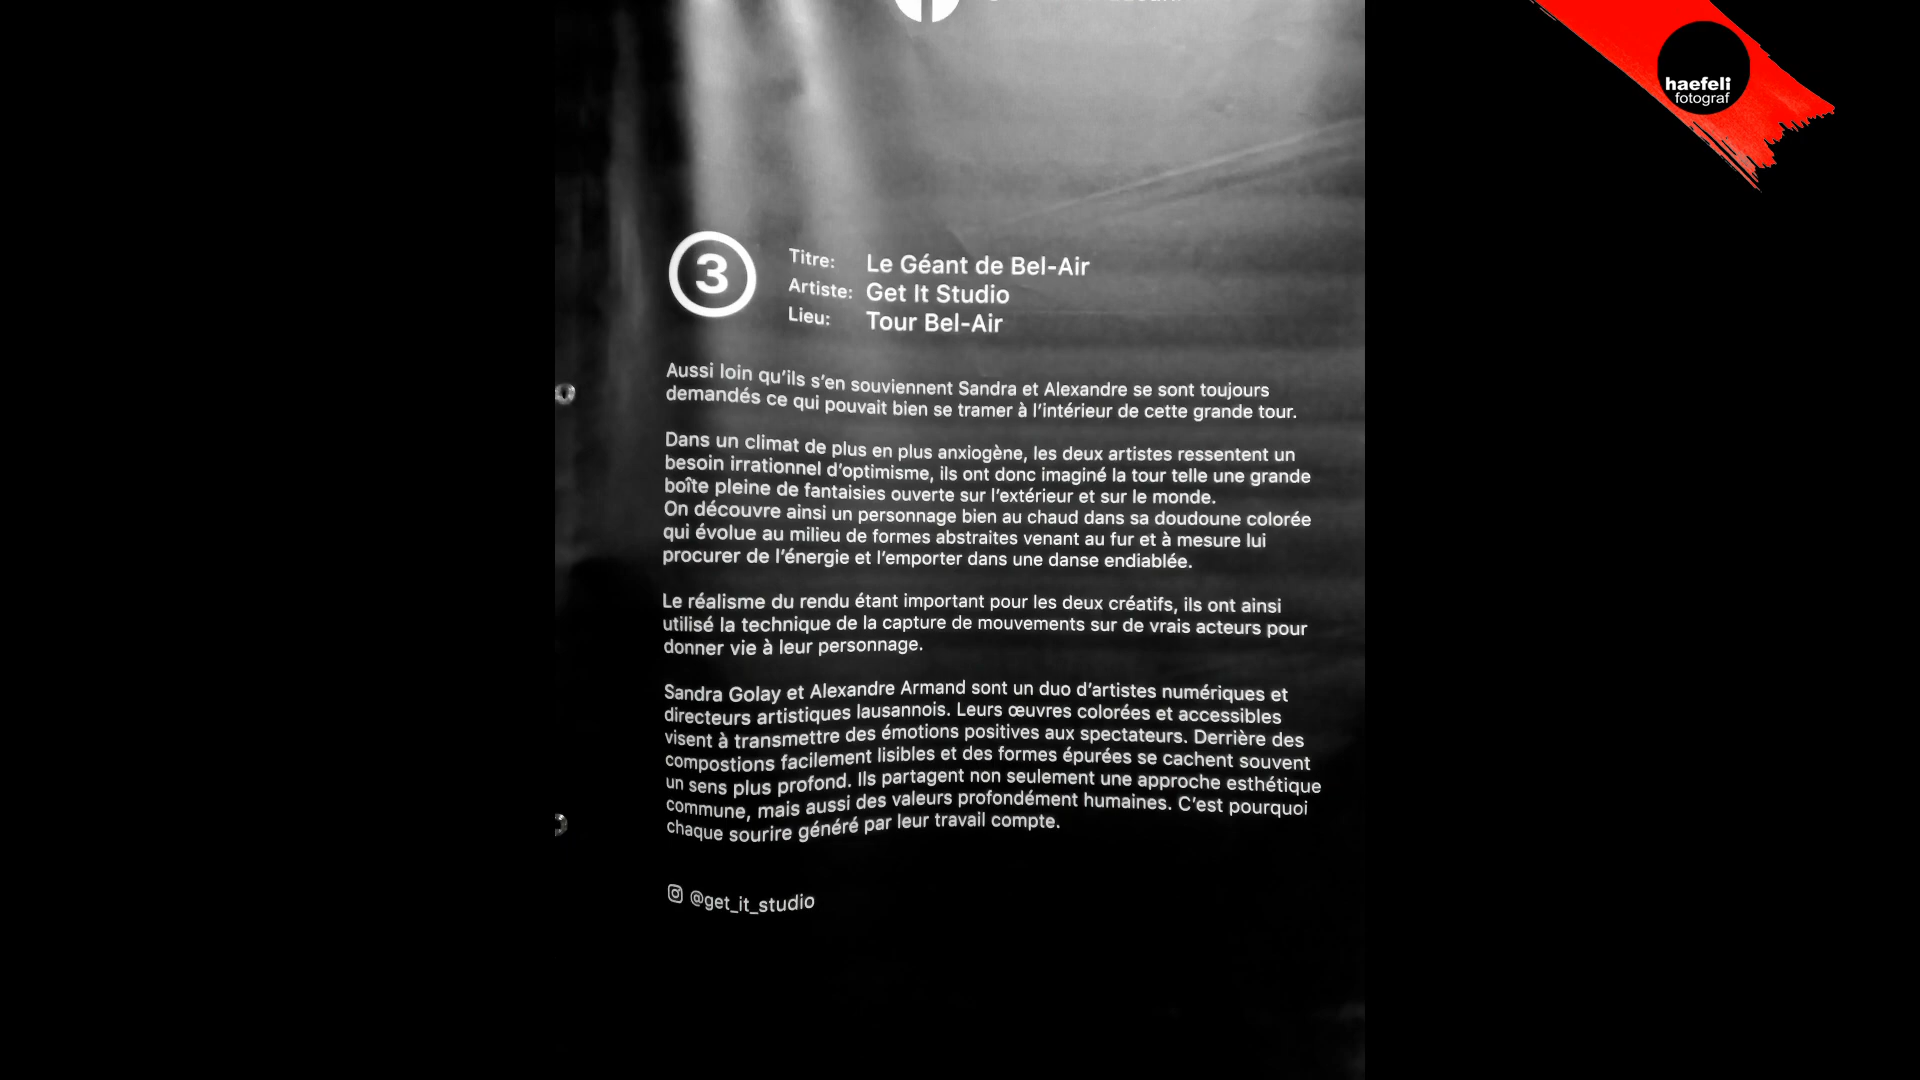 haefeli
fotograf
3
Titre: Le Géant de Bel-Air
Artiste: Get It Studio
Lieu: Tour Bel-Air
Aussi loin qu'ils s'en souviennent Sandra et Alexandre se sont toujours
demandés ce qui pouvait bien se tramer à l'intérieur de cette grande tour.
Dans un climat de plus en plus anxiogène, les deux artistes ressentent un
besoin irrationnel d'optimisme, ils ont donc imaginé la tour telle une grande
boîte pleine de fantaisies ouverte sur l'extérieur et sur le monde.
On découvre ainsi un personnage bien au chaud dans sa doudoune colorée
qui évolue au milieu de formes abstraites venant au fur et à mesure lui
procurer de l'énergie et l'emporter dans une danse endiablée.
Le réalisme du rendu étant important pour les deux créatifs, ils ont ainsi
utilisé la technique de la capture de mouvements sur de vrais acteurs pour
donner vie à leur personnage.
Sandra Golay et Alexandre Armand sont un duo d'artistes numériques et
directeurs artistiques lausannois. Leurs œuvres colorées et accessibles
visent à transmettre des émotions positives aux spectateurs. Derrière des
compostions facilement lisibles et des formes épurées se cachent souvent
un sens plus profond. Ils partagent non seulement une approche esthétique
commune, mais aussi des valeurs profondément humaines. C'est pourquoi
chaque sourire généré par leur travail compte.
@get_it_studio